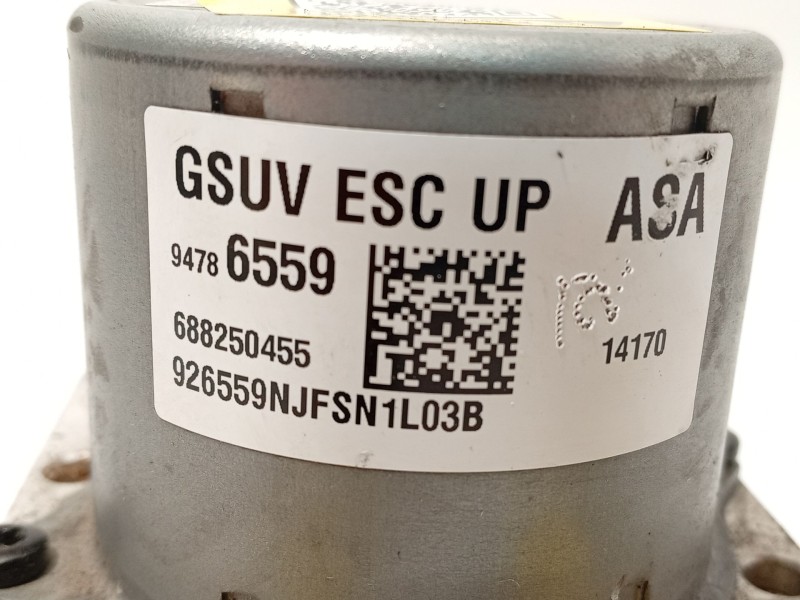 GSUV ESC UP ASA
9478 6559
688250455
14170
926559NJFSN1L03B